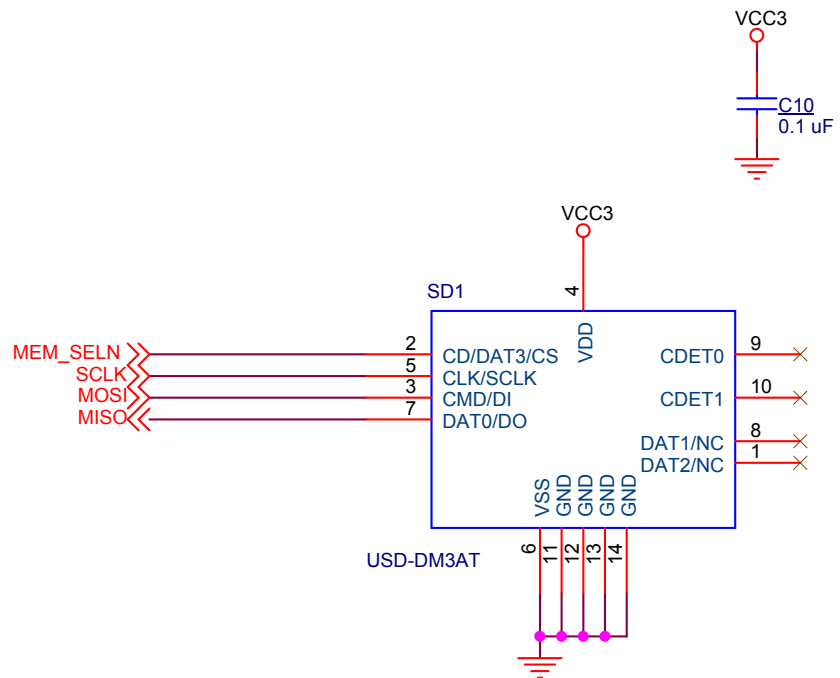 VCC3
C10
0.1 uF
VCC3
SD1
4
VDD
MEM_SELN
2
CD/DAT3/CS
SCLK
5
CLK/SCLK
MOSI
3
CMD/DI
MISO
7
DAT0/DO
CDET0
9
CDET1
10
DAT1/NC
8
DAT2/NC
1
VSS
GND
GND
GND
GND
6
11
12
13
14
USD-DM3AT